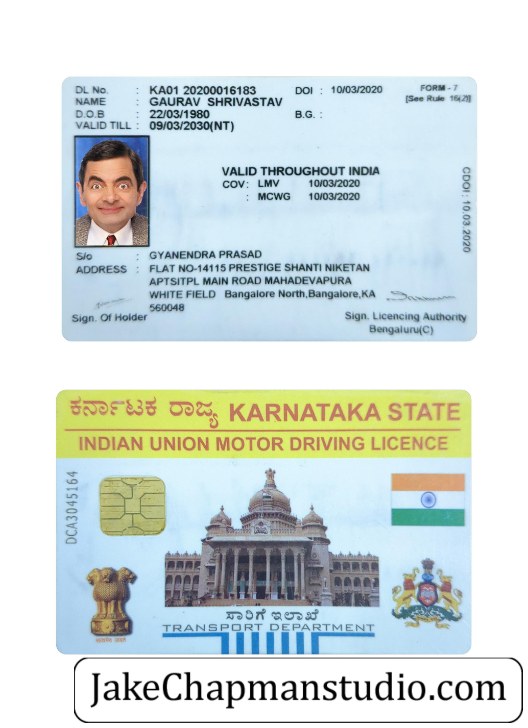 DL No. : KA01 20200016183 DOI : 10/03/2020 FORM - 7
NAME : GAURAV SHRIVASTAV [See Rule 16(2)]
D.O.B : 22/03/1980 B.G. :
VALID TILL : 09/03/2030(NT)
VALID THROUGHOUT INDIA
COV: LMV 10/03/2020
: MCWG 10/03/2020
CDOI : 10.03.2020
S/o : GYANENDRA PRASAD
ADDRESS : FLAT NO-14115 PRESTIGE SHANTI NIKETAN
APTSITPL MAIN ROAD MAHADEVAPURA
WHITE FIELD Bangalore North,Bangalore,KA
560048
Sign. Of Holder
Sign. Licencing Authority
Bengaluru(C)
ಕರ್ನಾಟಕ ರಾಜ್ಯ KARNATAKA STATE
INDIAN UNION MOTOR DRIVING LICENCE
DCA3045164
ಸಾರಿಗೆ ಇಲಾಖೆ
TRANSPORT DEPARTMENT
JakeChapmanstudio.com